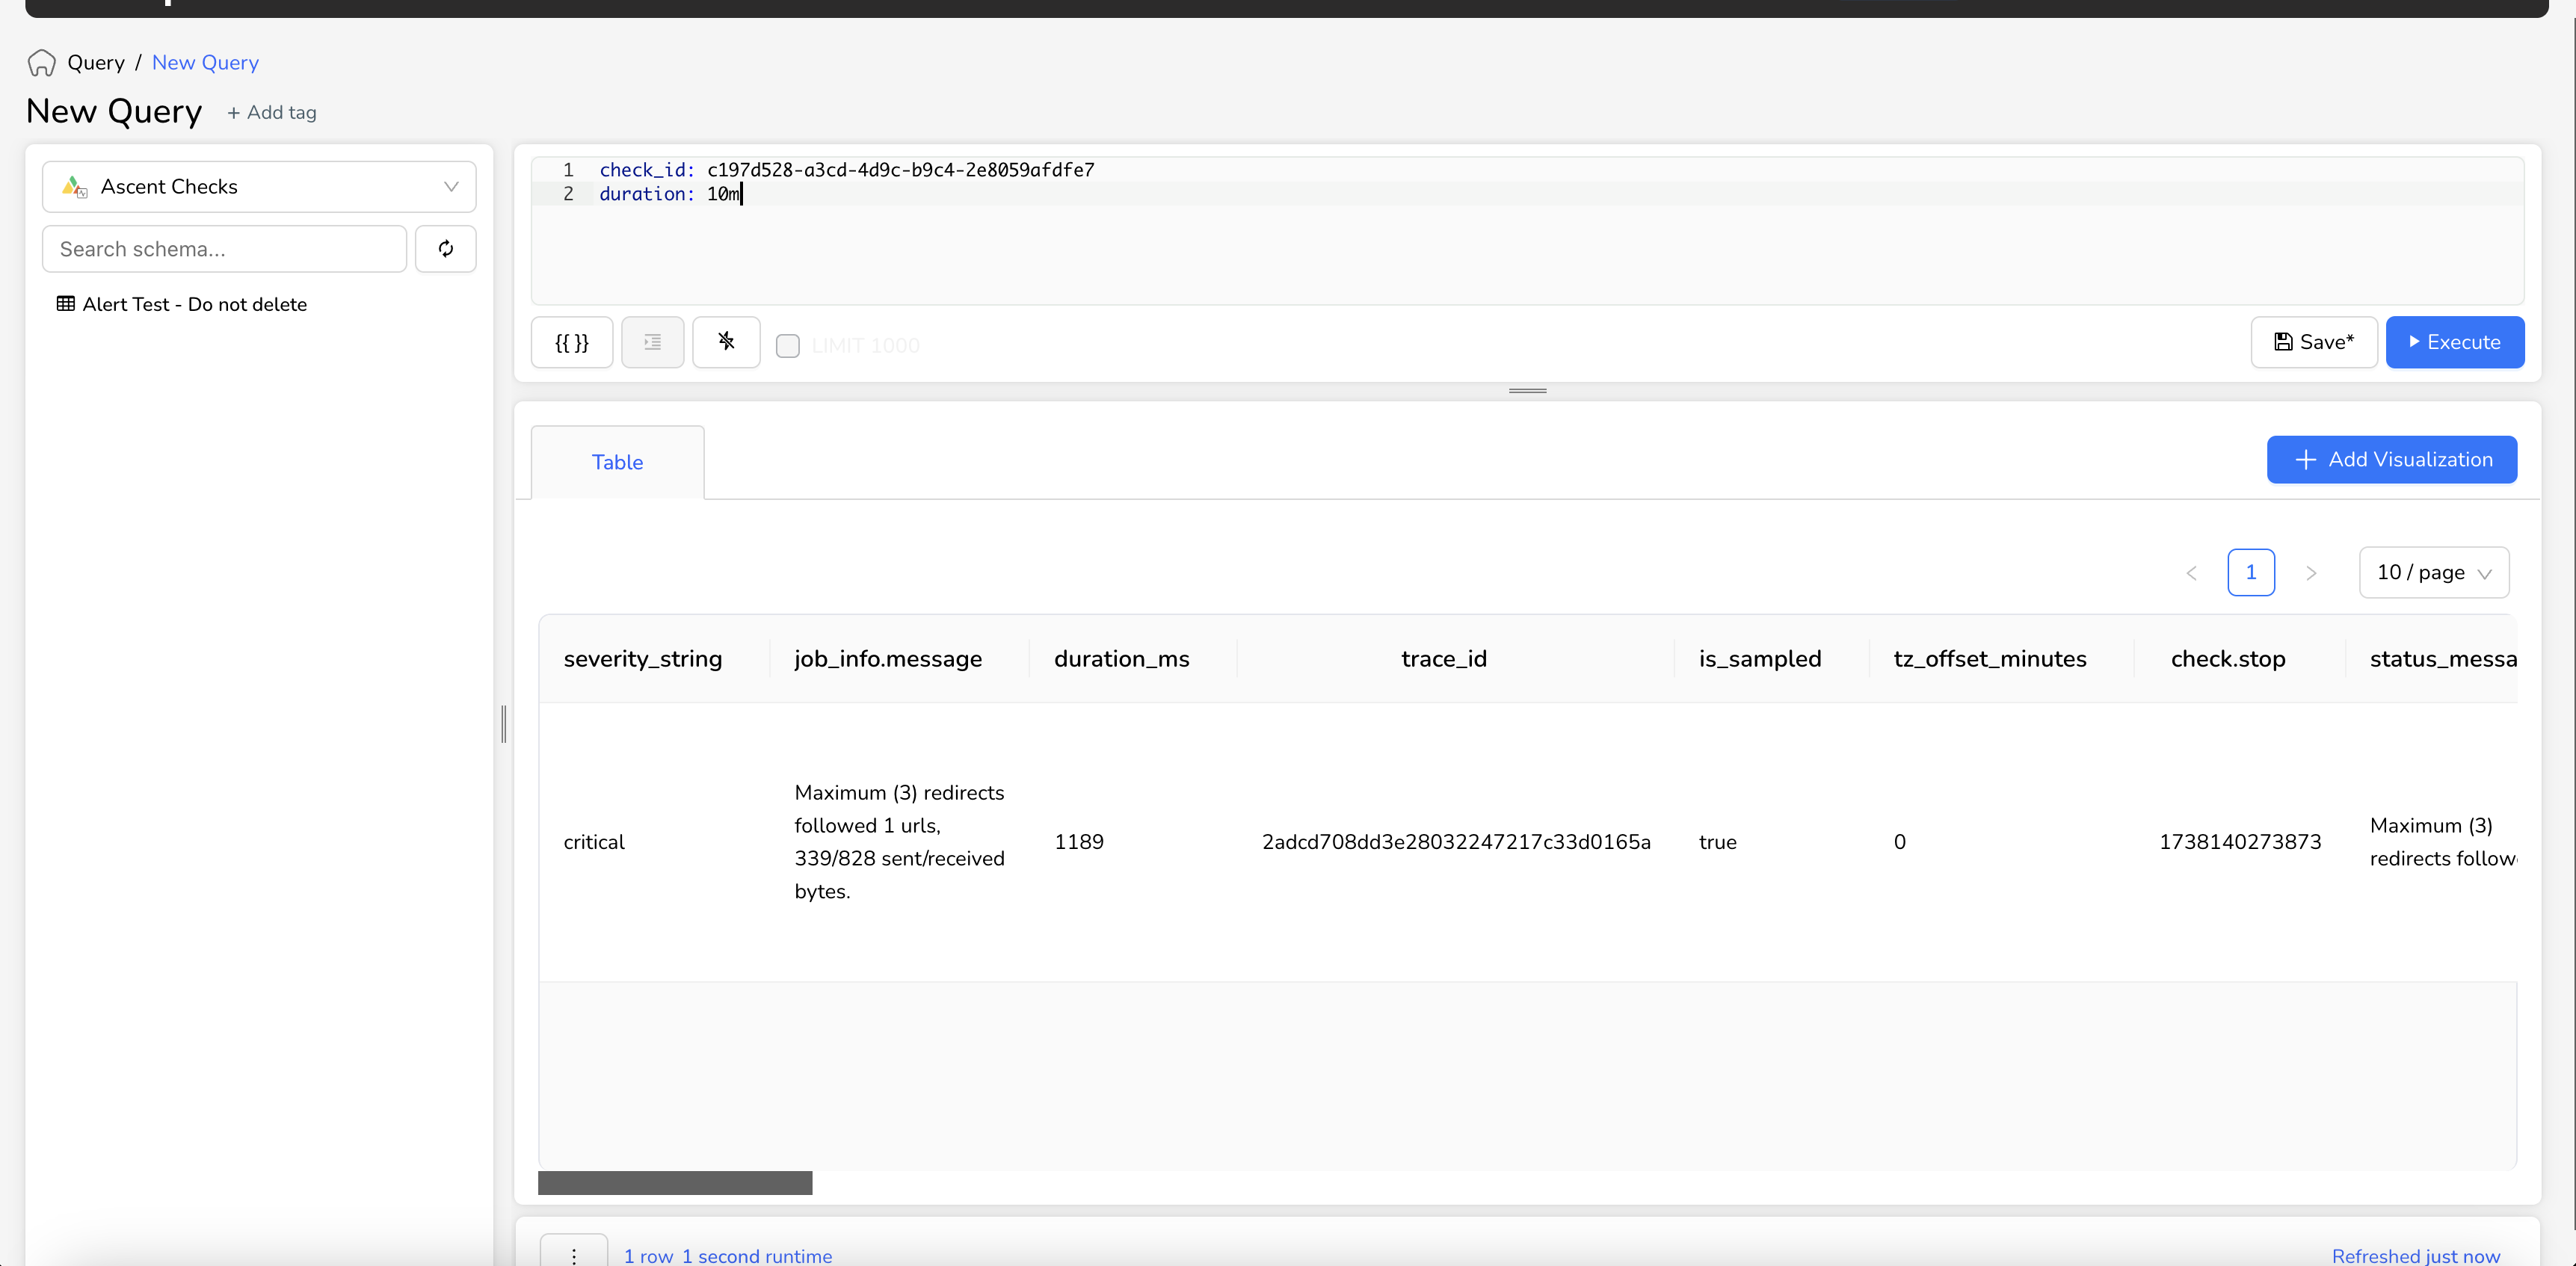 Query / New Query
New Query + Add tag
Ascent Checks
Search schema...
Alert Test - Do not delete
1 check_id: c197d528-a3cd-4d9c-b9c4-2e8059afdfe7
2 duration: 10m
{{ }}
LIMIT 1000
Save*
Execute
Table
Add Visualization
1
10 / page
severity_string job_info.message duration_ms trace_id is_sampled tz_offset_minutes check.stop status_messa
critical
Maximum (3) redirects
followed 1 urls,
339/828 sent/received
bytes.
1189
2adcd708dd3e28032247217c33d0165a
true
0
1738140273873
Maximum (3)
redirects follow
1 row 1 second runtime
Refreshed just now